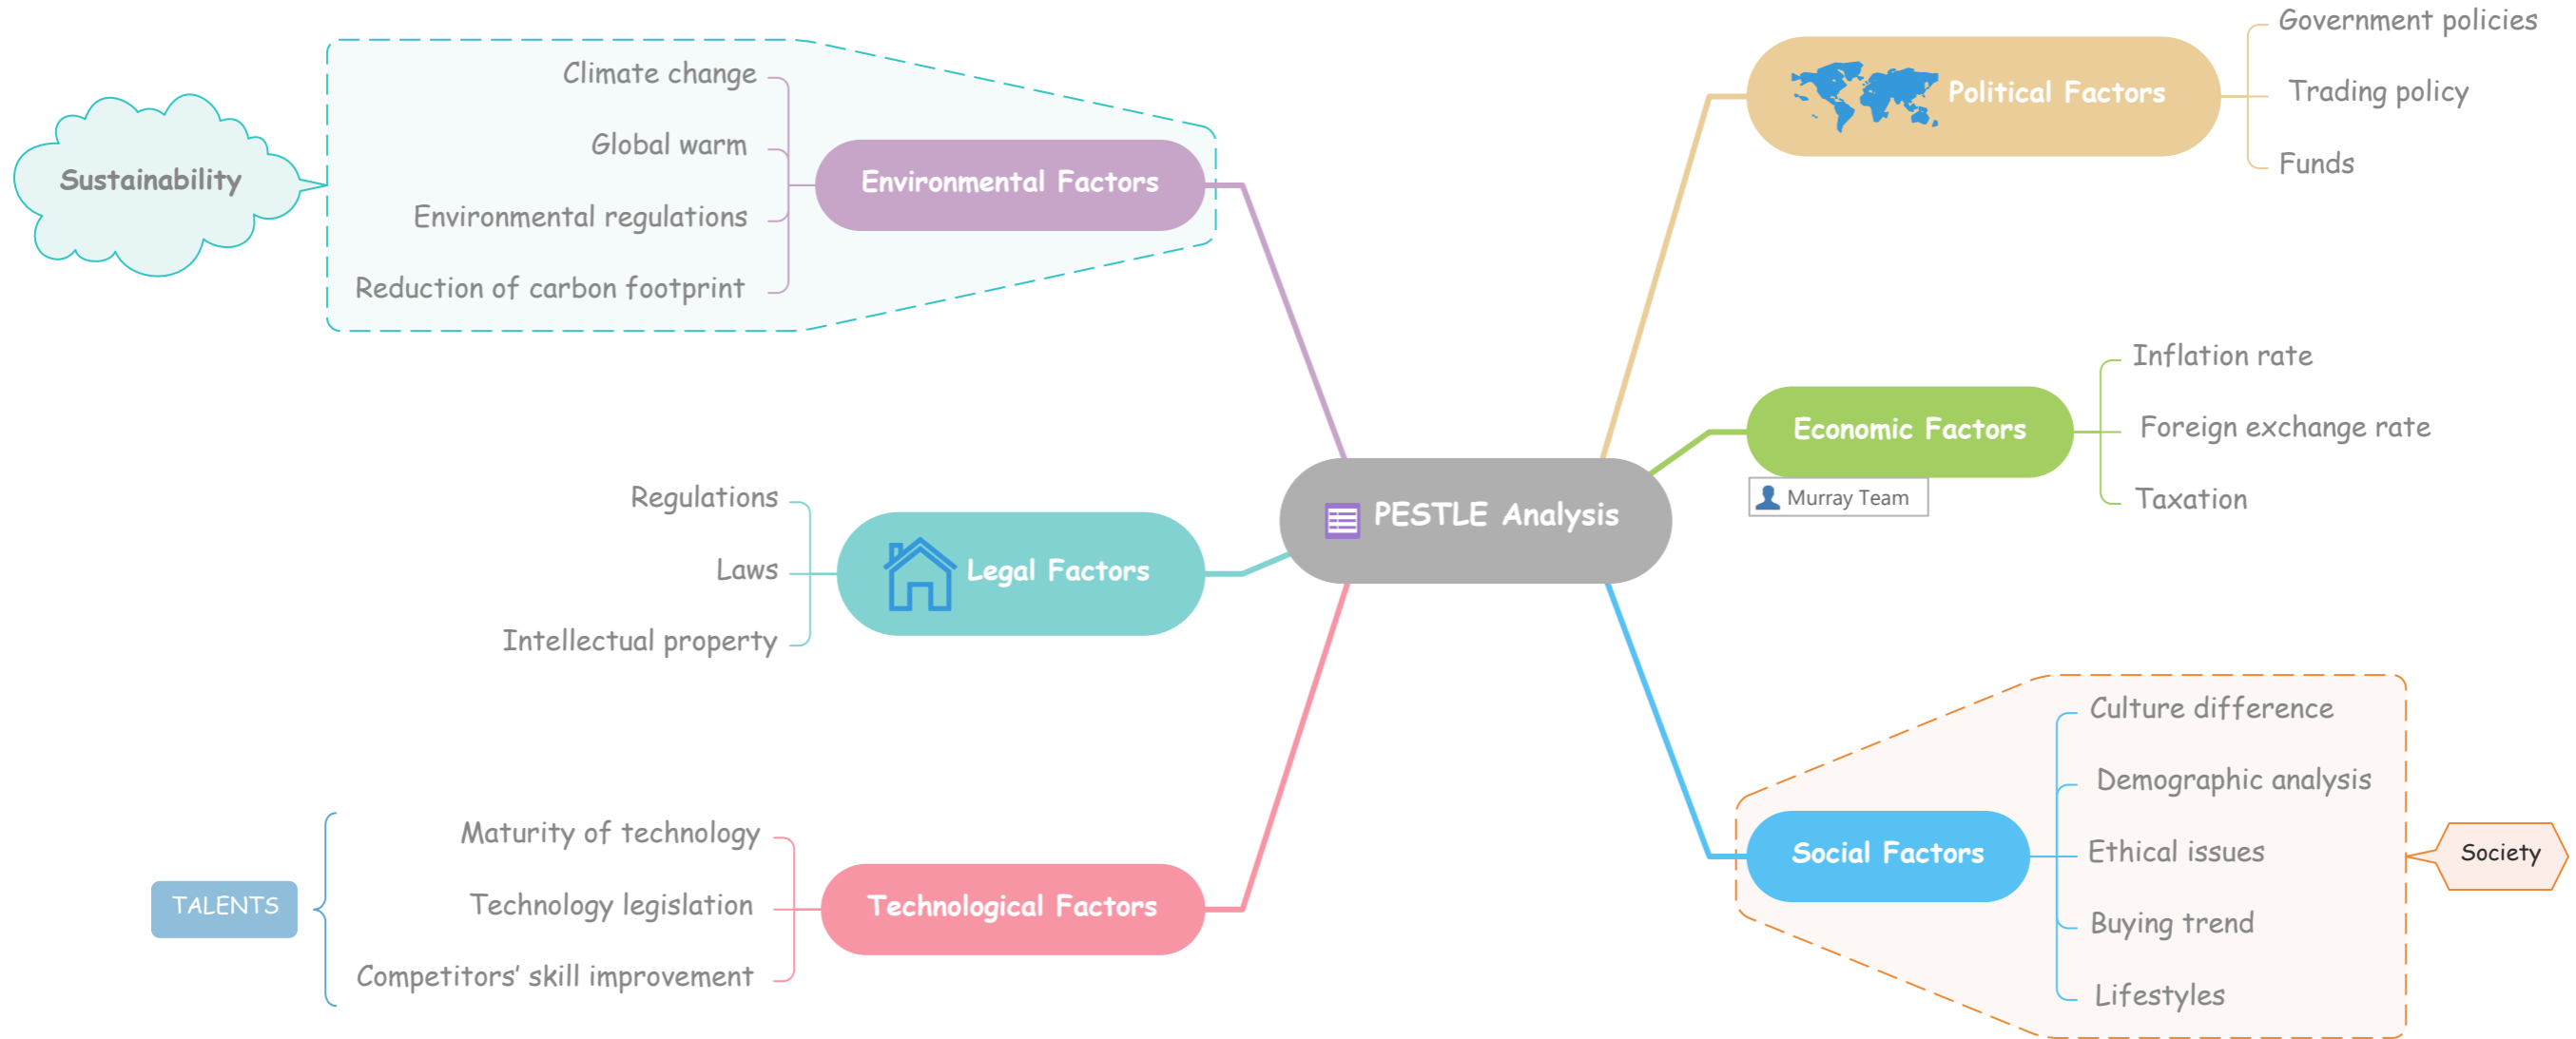 PESTLE Analysis
Political Factors
Government policies
Trading policy
Funds
Economic Factors
Murray Team
Inflation rate
Foreign exchange rate
Taxation
Social Factors
Culture difference
Demographic analysis
Ethical issues
Buying trend
Lifestyles
Society
Technological Factors
Maturity of technology
Technology legislation
Competitors' skill improvement
TALENTS
Legal Factors
Regulations
Laws
Intellectual property
Environmental Factors
Climate change
Global warm
Environmental regulations
Reduction of carbon footprint
Sustainability